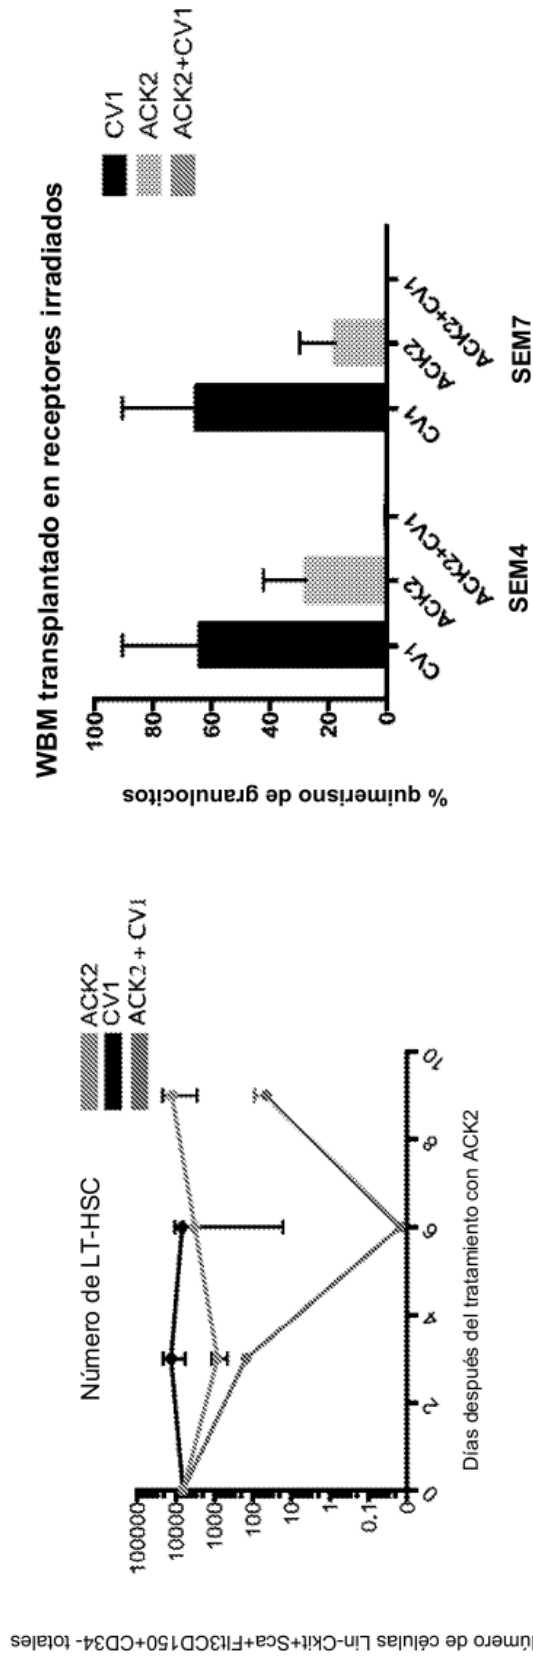 Número de LT-HSC
ACK2
CV1
ACK2 + CV1
úmero de células Lin-Ckit+Sca+Flt3CD150+CD34- totales
100000
10000
1000
100
10
1
0.1
0
0
2
4
6
8
10
Días después del tratamiento con ACK2
WBM transplantado en receptores irradiados
CV1
ACK2
ACK2+CV1
% quimerisno de granulocitos
100
80
60
40
20
0
CV1
ACK2
ACK2+CV1
CV1
ACK2
ACK2+CV1
SEM4
SEM7